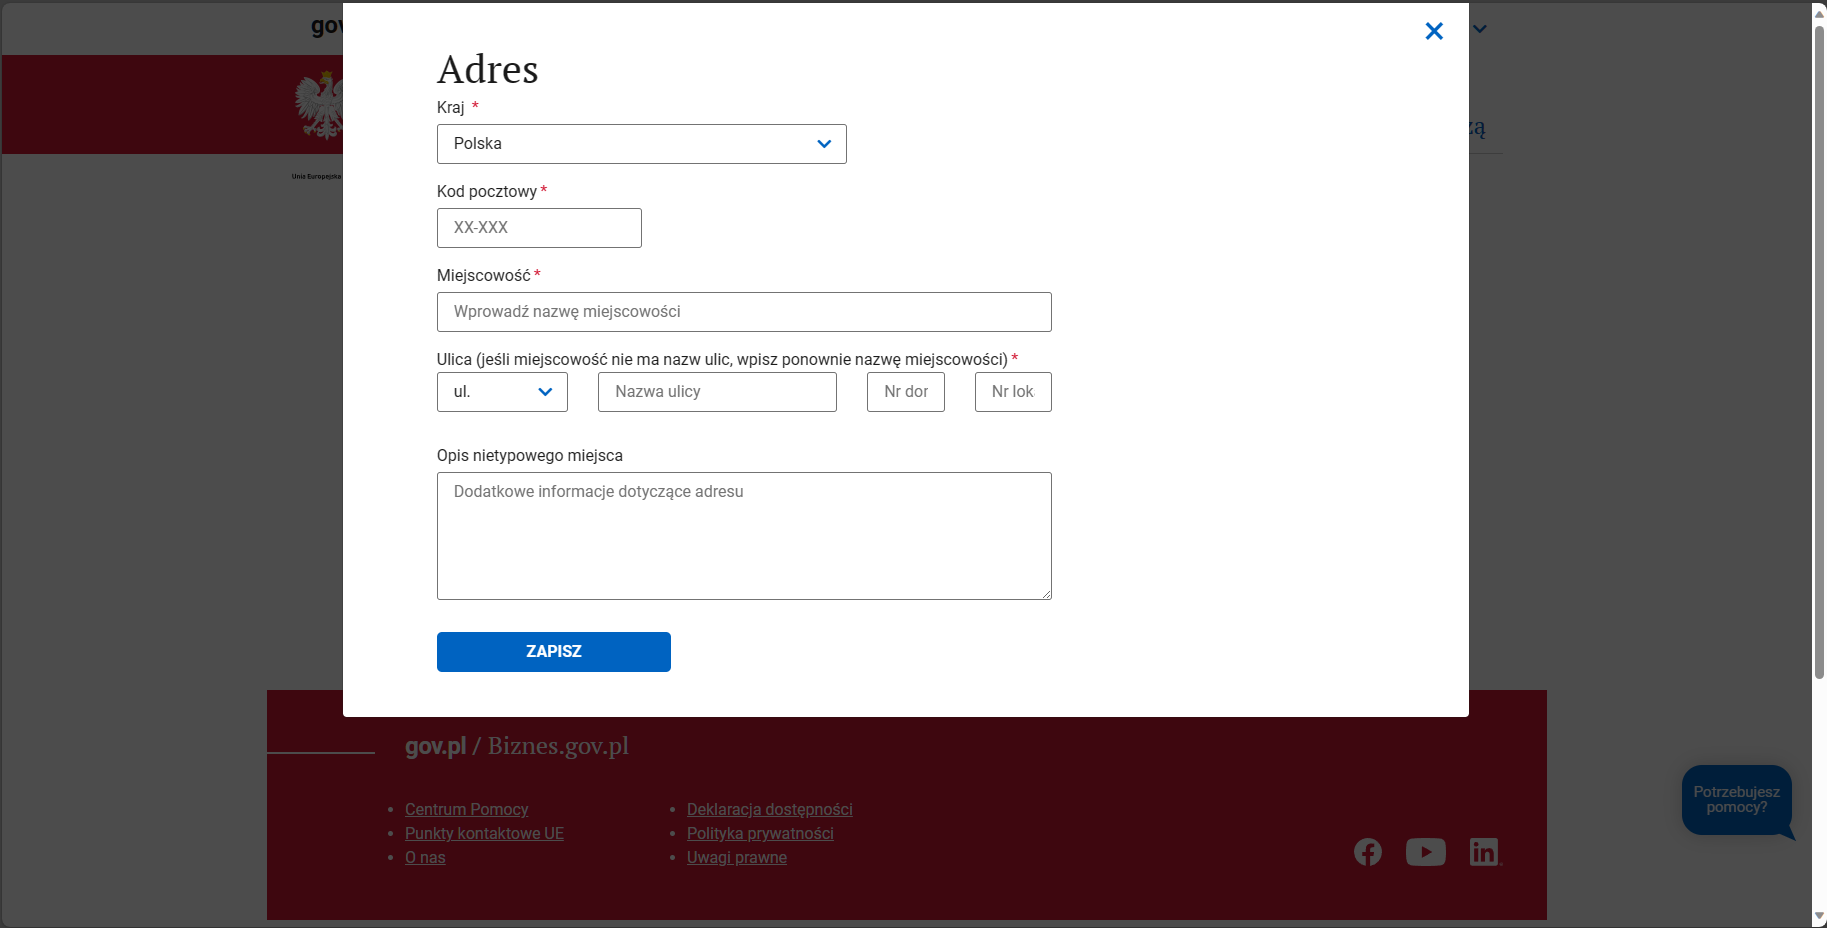 gov
Unia Europejska
zą
Adres
Kraj *
Polska
Kod pocztowy *
XX-XXX
Miejscowość *
Wprowadź nazwę miejscowości
Ulica (jeśli miejscowość nie ma nazw ulic, wpisz ponownie nazwę miejscowości) *
ul. Nazwa ulicy Nr dor Nr lok
Opis nietypowego miejsca
Dodatkowe informacje dotyczące adresu
ZAPISZ
gov.pl / Biznes.gov.pl
Centrum Pomocy
Punkty kontaktowe UE
O nas
Deklaracja dostępności
Polityka prywatności
Uwagi prawne
in
Potrzebujesz
pomocy?